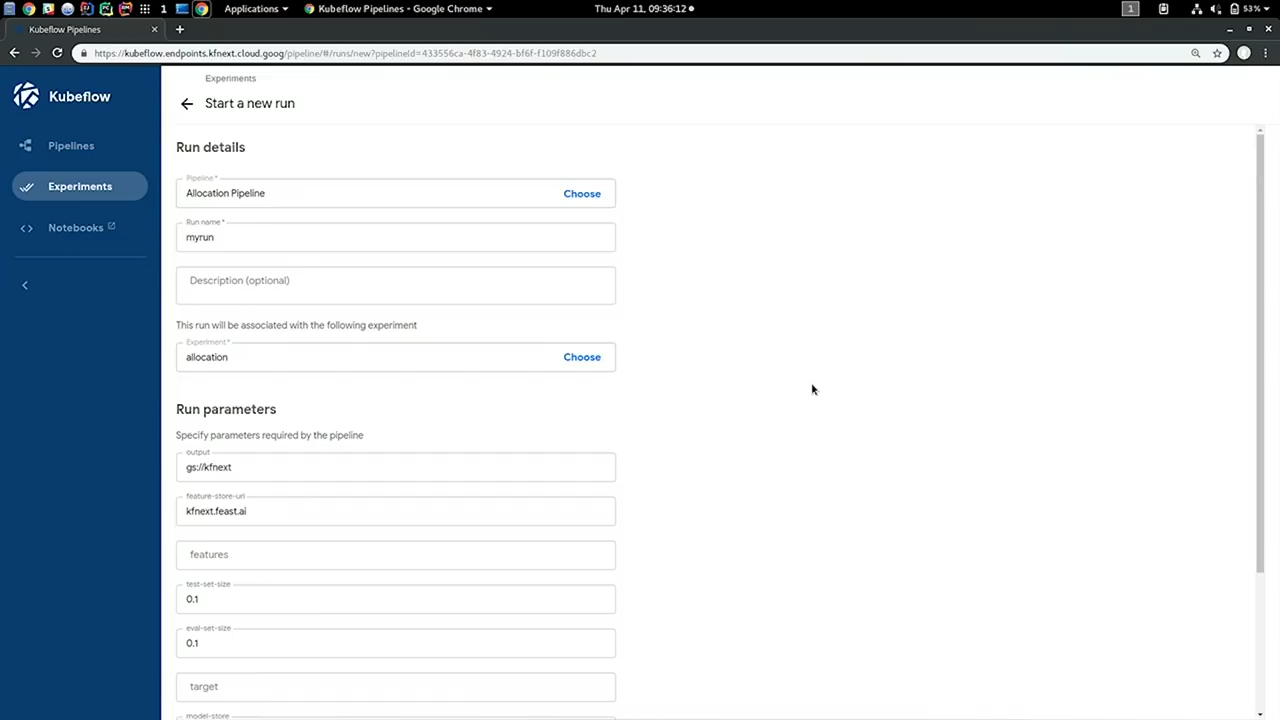 Applications
Kubeflow Pipelines - Google Chrome
Thu Apr 11, 09:36:12
1
53%
Kubeflow Pipelines
https://kubeflow.endpoints.kfnext.cloud.goog/pipeline/#/runs/new?pipelineId=433556ca-4f83-4924-bf6f-f109f886dbc2
Kubeflow
Pipelines
Experiments
Notebooks
Experiments
Start a new run
Run details
Pipeline*
Allocation Pipeline
Choose
Run name*
myrun
Description (optional)
This run will be associated with the following experiment
Experiment*
allocation
Choose
Run parameters
Specify parameters required by the pipeline
output
gs://kfnext
feature-store-uri
kfnext.feast.ai
features
test-set-size
0.1
eval-set-size
0.1
target
model-store